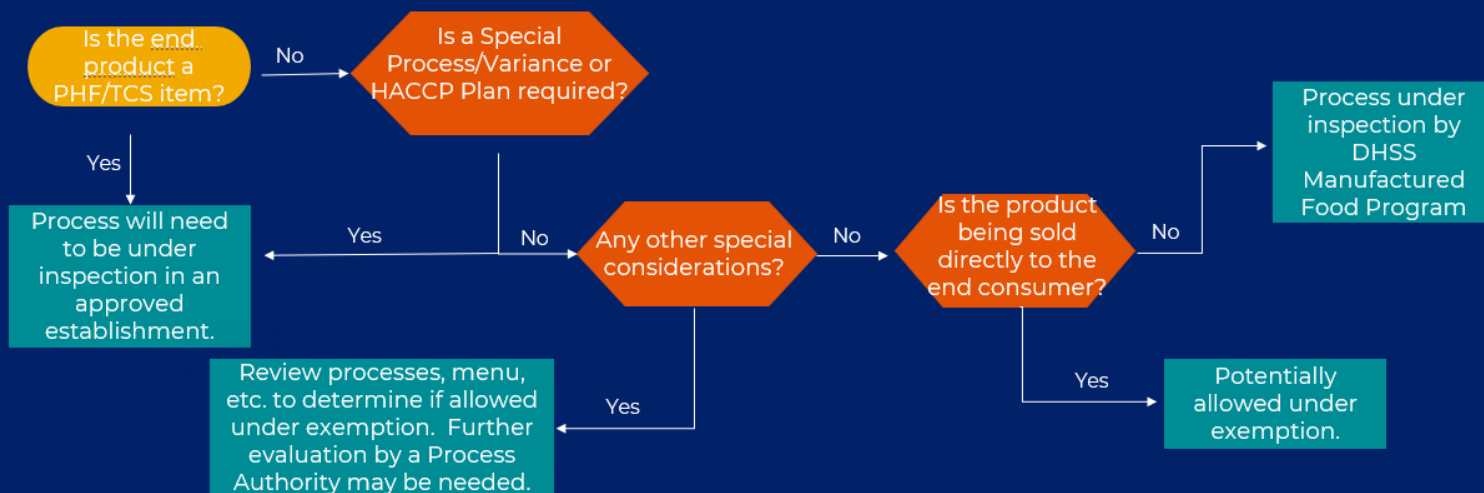 Is the end
product a
PHF/TCS item?
No
Is a Special
Process/Variance or
HACCP Plan required?
Yes
Process will need
to be under
inspection in an
approved
establishment.
Yes
No
Any other special
considerations?
No
Is the product
being sold
directly to the
end consumer?
No
Process under
inspection by
DHSS
Manufactured
Food Program
Review processes, menu,
etc. to determine if allowed
under exemption.  Further
evaluation by a Process
Authority may be needed.
Yes
Yes
Potentially
allowed under
exemption.